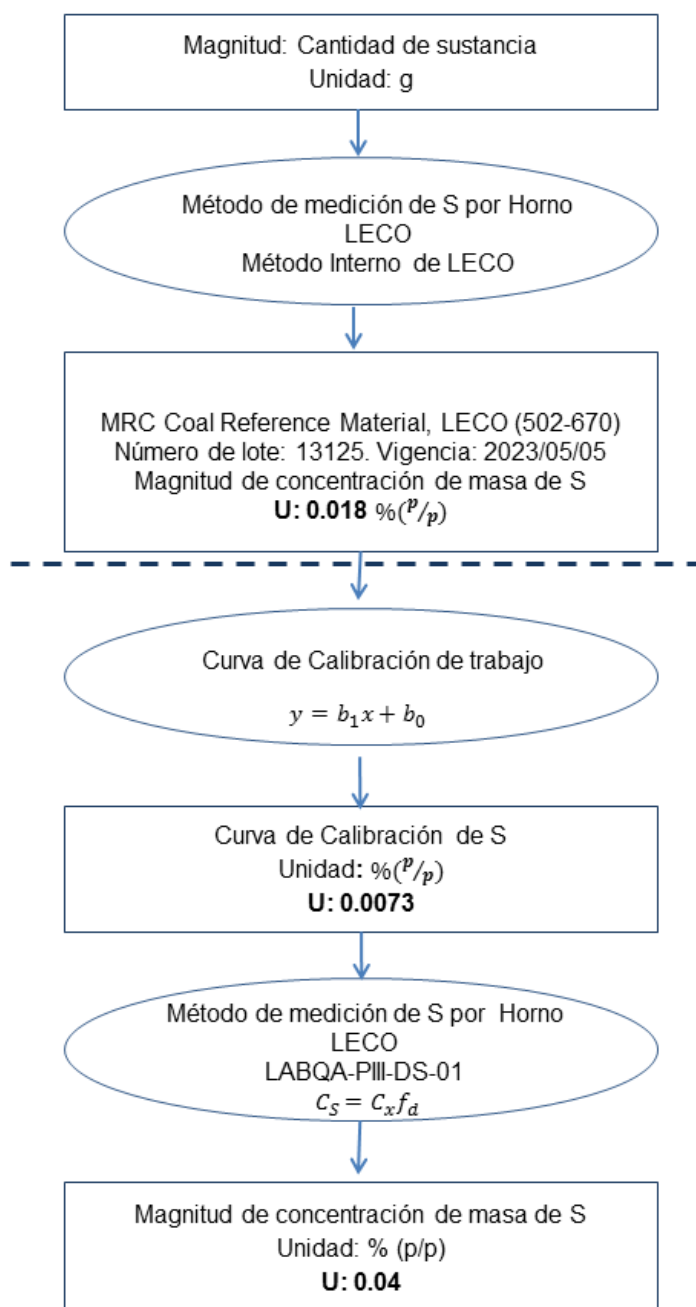 Magnitud: Cantidad de sustancia
Unidad: g
Método de medición de S por Horno
LECO
Método Interno de LECO
MRC Coal Reference Material, LECO (502-670)
Número de lote: 13125. Vigencia: 2023/05/05
Magnitud de concentración de masa de S
U: 0.018 %(p/p)
Curva de Calibración de trabajo
y = b₁x + b₀
Curva de Calibración de S
Unidad: %(p/p)
U: 0.0073
Método de medición de S por Horno
LECO
LABQA-PIII-DS-01
C_S = C_x f_d
Magnitud de concentración de masa de S
Unidad: % (p/p)
U: 0.04